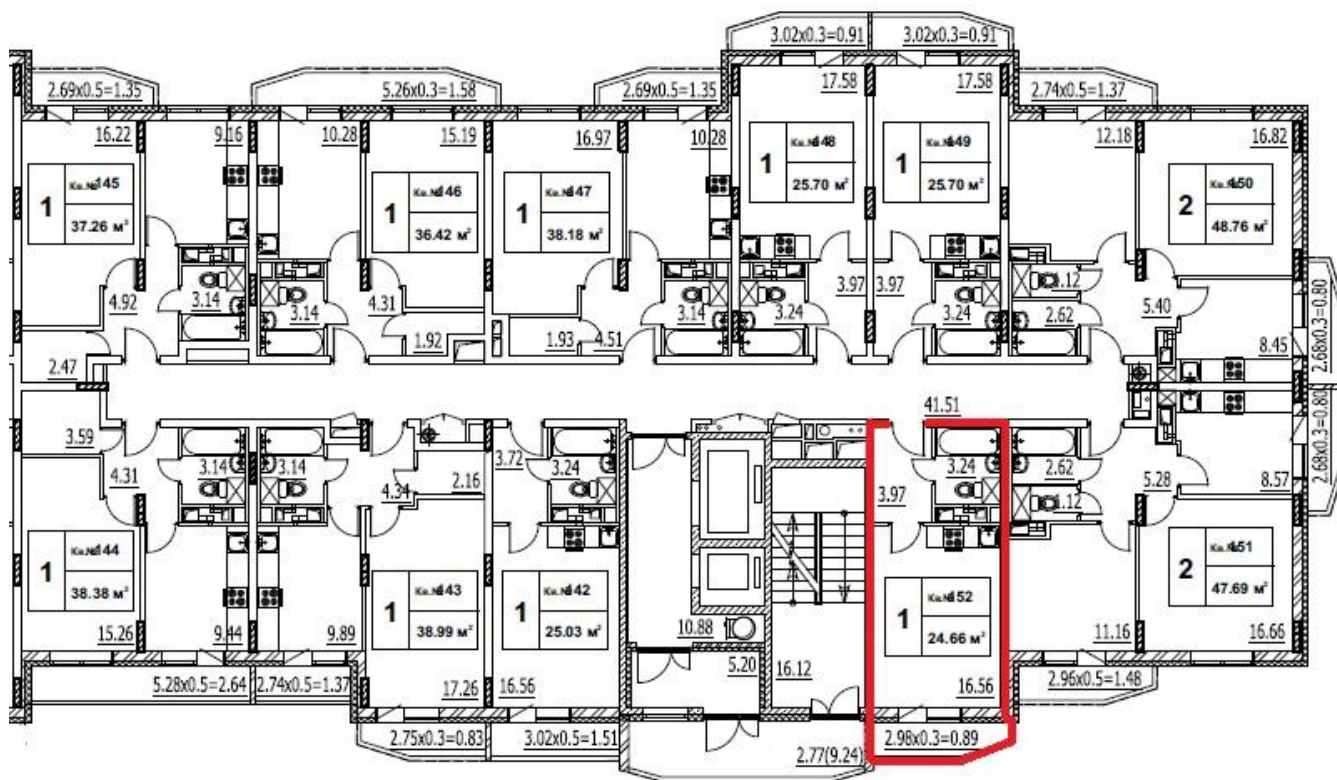 3.02x0.3=0.91
3.02x0.3=0.91
2.69x0.5=1.35
5.26x0.3=1.58
2.69x0.5=1.35
17.58
17.58
2.74x0.5=1.37
16.22
9.16
10.28
15.19
16.97
10.28
12.18
16.82
1
Кв.№145
37.26 м²
1
Кв.№146
36.42 м²
1
Кв.№147
38.18 м²
1
Кв.№148
25.70 м²
1
Кв.№149
25.70 м²
2
Кв.№150
48.76 м²
4.92
3.14
3.14
4.31
1.92
1.93
4.51
3.14
3.24
3.97
3.97
3.24
1.12
2.62
5.40
8.45
2.68x0.3=0.80
2.47
41.51
3.59
4.31
3.14
3.14
4.34
2.16
3.72
3.24
3.97
3.24
2.62
1.12
5.28
8.57
2.68x0.3=0.80
1
Кв.№144
38.38 м²
1
Кв.№143
38.99 м²
1
Кв.№142
25.03 м²
1
Кв.№152
24.66 м²
2
Кв.№151
47.69 м²
15.26
9.44
9.89
17.26
16.56
10.88
5.20
16.12
16.56
11.16
16.66
5.28x0.5=2.64
2.74x0.5=1.37
2.75x0.3=0.83
3.02x0.5=1.51
2.77(9.24)
2.98x0.3=0.89
2.96x0.5=1.48